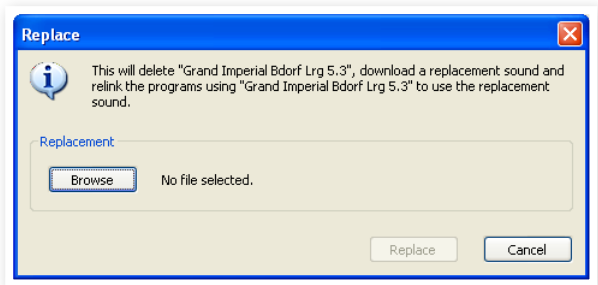 Replace
This will delete "Grand Imperial Bdorf Lrg 5.3", download a replacement sound and
relink the programs using "Grand Imperial Bdorf Lrg 5.3" to use the replacement
sound.
Replacement
Browse No file selected.
Replace Cancel